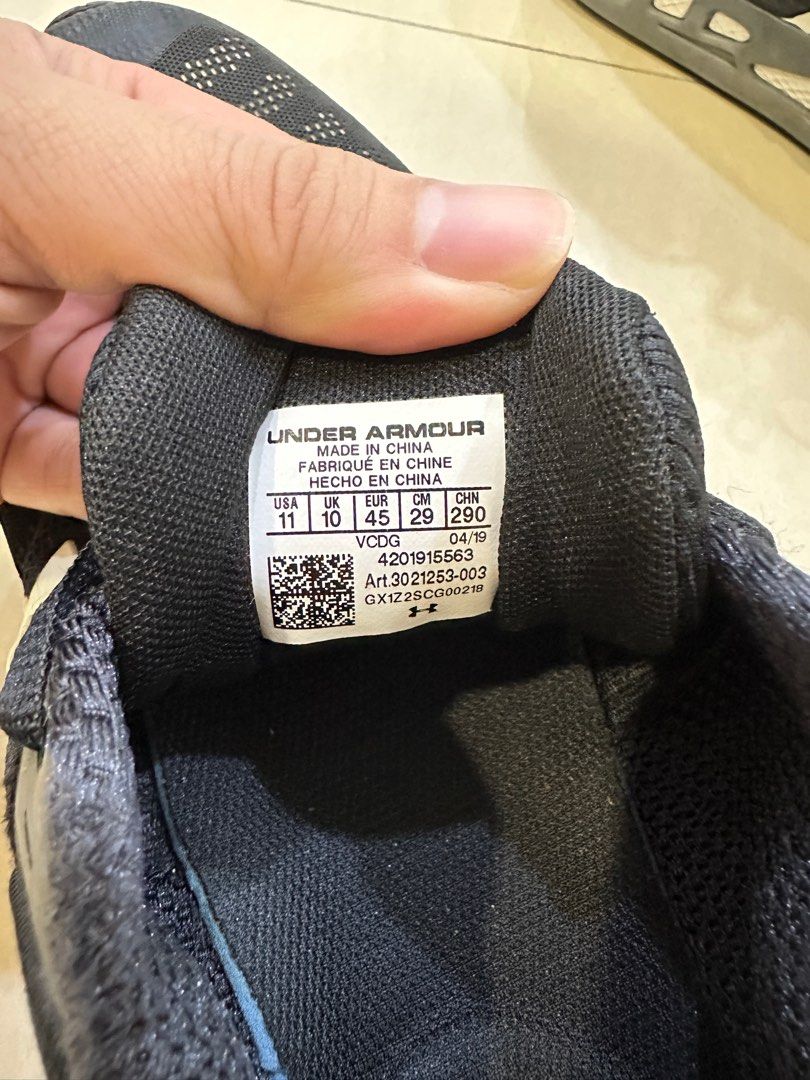 UNDER ARMOUR
MADE IN CHINA
FABRIQUÉ EN CHINE
HECHO EN CHINA
USA UK EUR CM CHN
11 10 45 29 290
VCDG 04/19
4201915563
Art.3021253-003
GX1Z2SCG00218